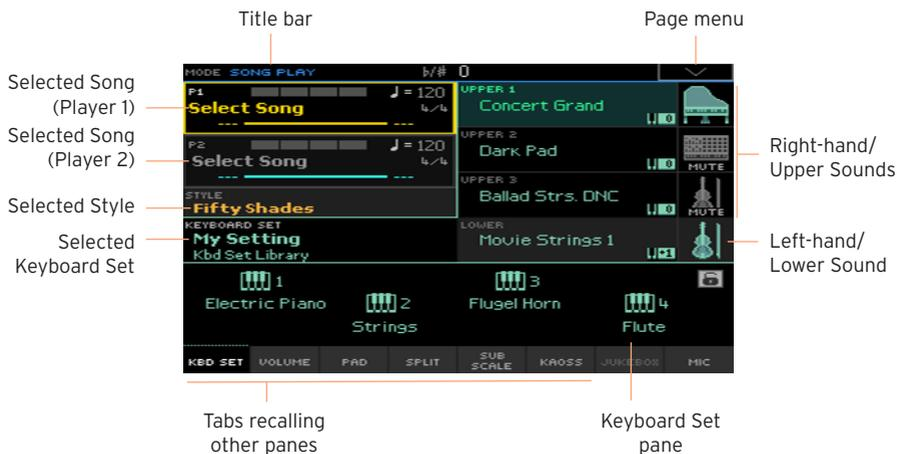 Title bar
Page menu
MODE SONG PLAY
♭/# 0
Selected Song
(Player 1)
P1
♩ = 120
Select Song
4/4
--- ---
Selected Song
(Player 2)
P2
♩ = 120
Select Song
4/4
--- ---
Selected Style
STYLE
Fifty Shades
Selected
Keyboard Set
KEYBOARD SET
My Setting
Kbd Set Library
UPPER 1
Concert Grand
0
UPPER 2
Dark Pad
0
MUTE
UPPER 3
Ballad Strs. DNC
0
MUTE
LOWER
Movie Strings 1
+1
Right-hand/
Upper Sounds
Left-hand/
Lower Sound
1
Electric Piano
2
Strings
3
Flugel Horn
4
Flute
KBD SET
VOLUME
PAD
SPLIT
SUB
SCALE
KAOSS
JUKEBOX
MIC
Tabs recalling
other panes
Keyboard Set
pane